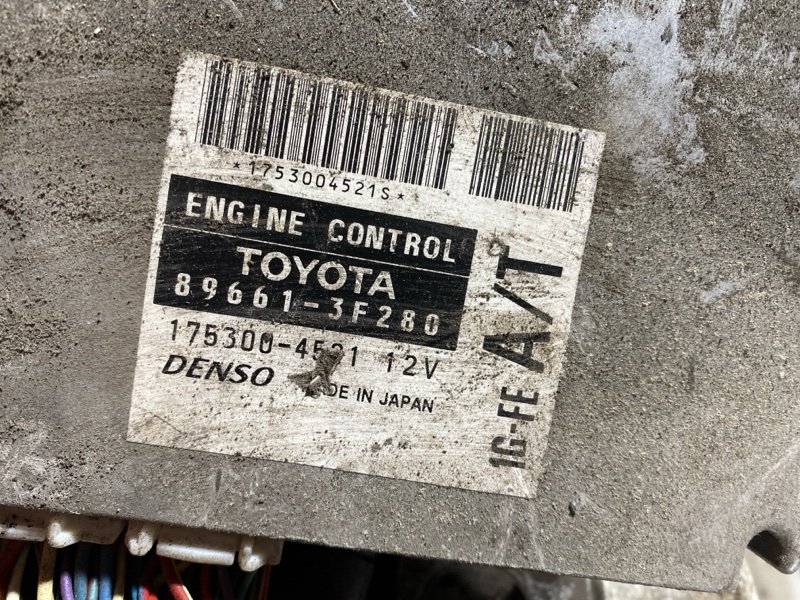 *1753004521S*
ENGINE CONTROL
TOYOTA
89661-3F280
175300-4521 12V
DENSO MADE IN JAPAN
1G-FE A/T